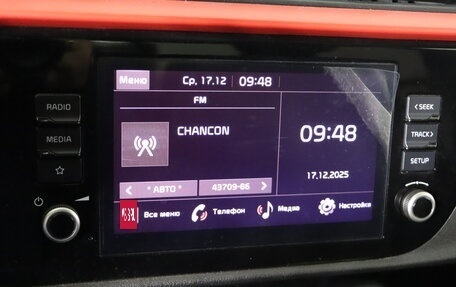 Меню Ср, 17.12 09:48
FM
RADIO
MEDIA
CHANCON
09:48
17.12.2025
< SEEK
TRACK >
SETUP
< * АВТО * > 43709-66 >
Все меню Телефон Медиа Настройка